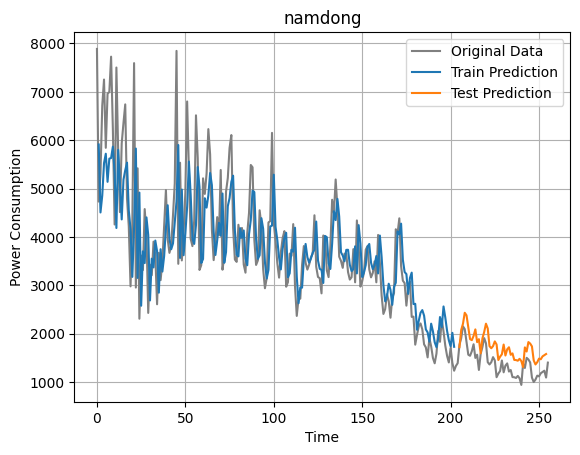 namdong
Original Data
Train Prediction
Test Prediction
8000
7000
6000
5000
4000
3000
2000
1000
Power Consumption
0 50 100 150 200 250
Time